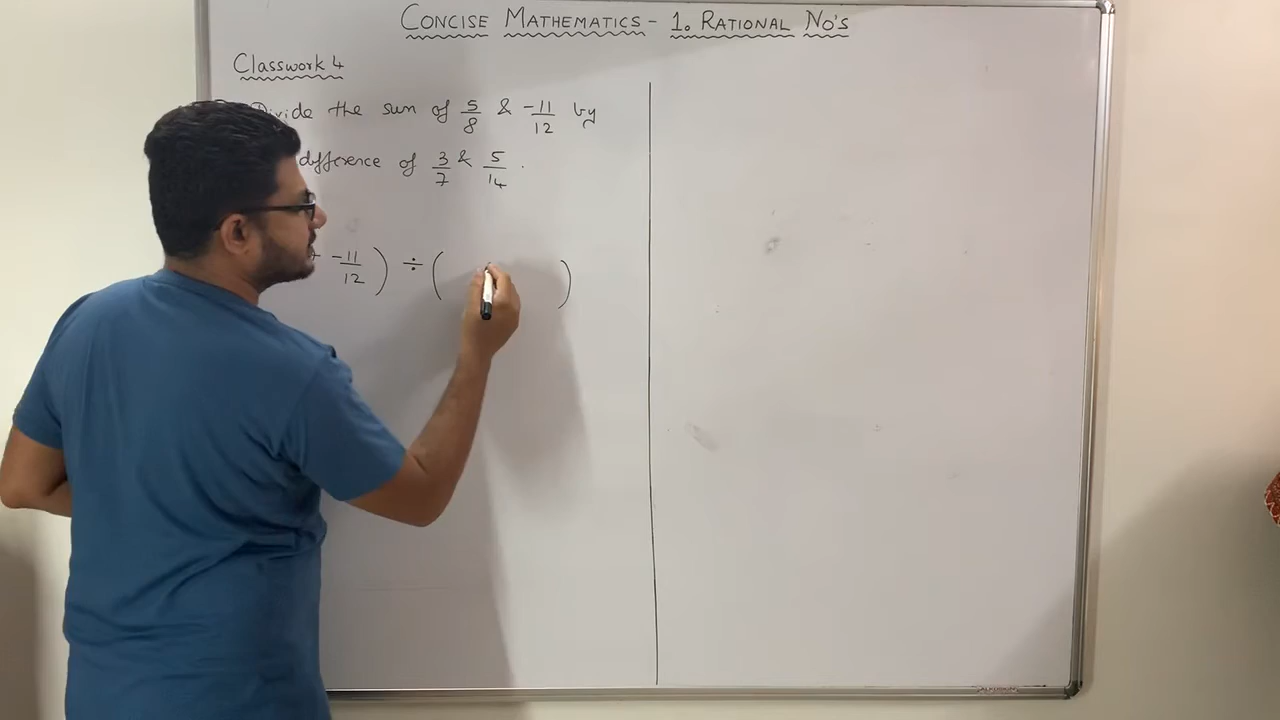 CONCISE MATHEMATICS - 1. RATIONAL NO'S
Classwork 4
Divide the sum of 5/8 & -11/12 by
difference of 3/7 & 5/14 .
+ -11/12 ) ÷ ( )